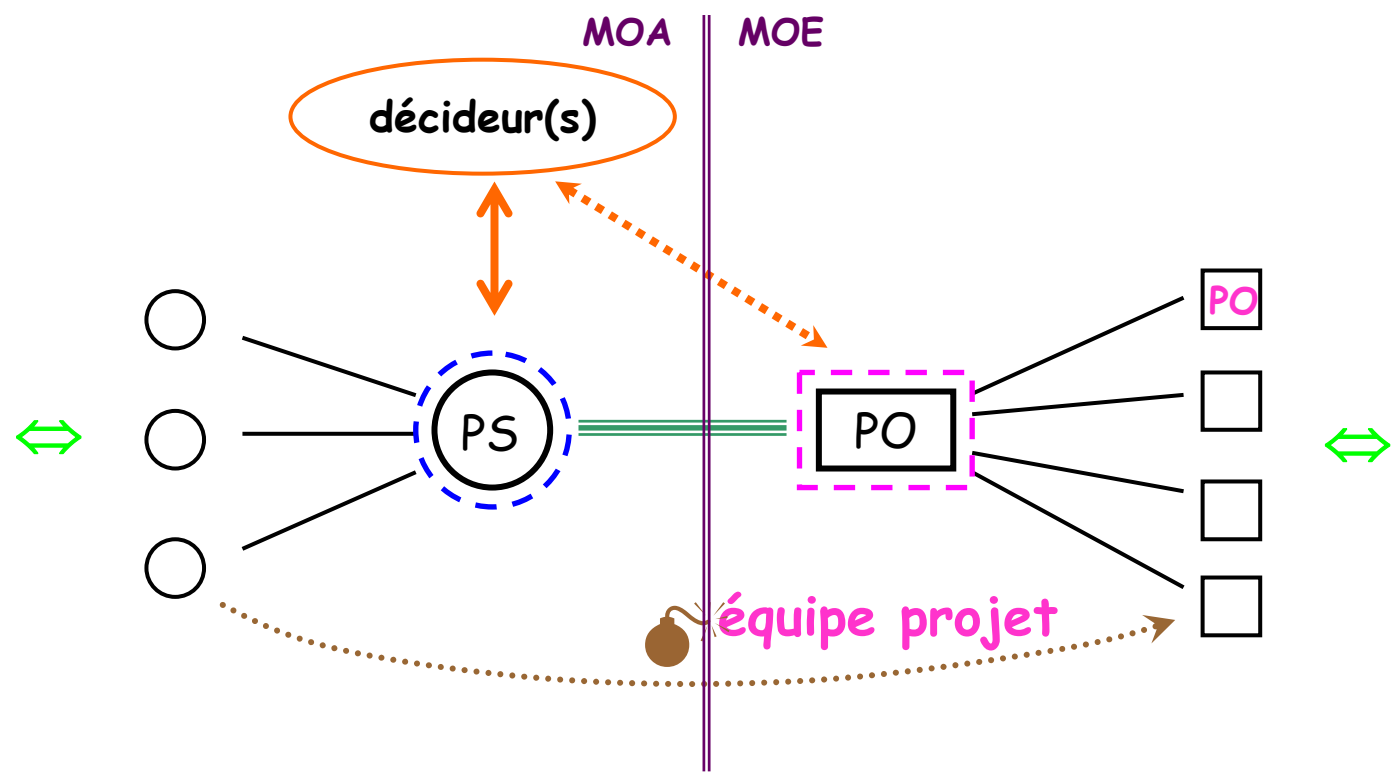 MOA
MOE
décideur(s)
PO
PS
PO
équipe projet